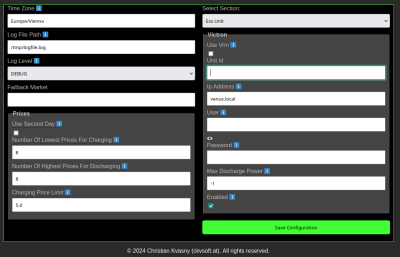 Time Zone i
Europe/Vienna
Log File Path i
/tmp/logfile.log
Log Level i
DEBUG
Failback Market
Prices
Use Second Day i
Number Of Lowest Prices For Charging i
8
Number Of Highest Prices For Discharging i
8
Charging Price Limit i
5.0
Select Section: i
Ess Unit
Victron
Use Vrm i
Unit Id
Ip Address i
venus.local
User i
Password i
Max Discharge Power i
-1
Enabled i
Save Configuration
© 2024 Christian Kvasny (ckvsoft.at). All rights reserved.